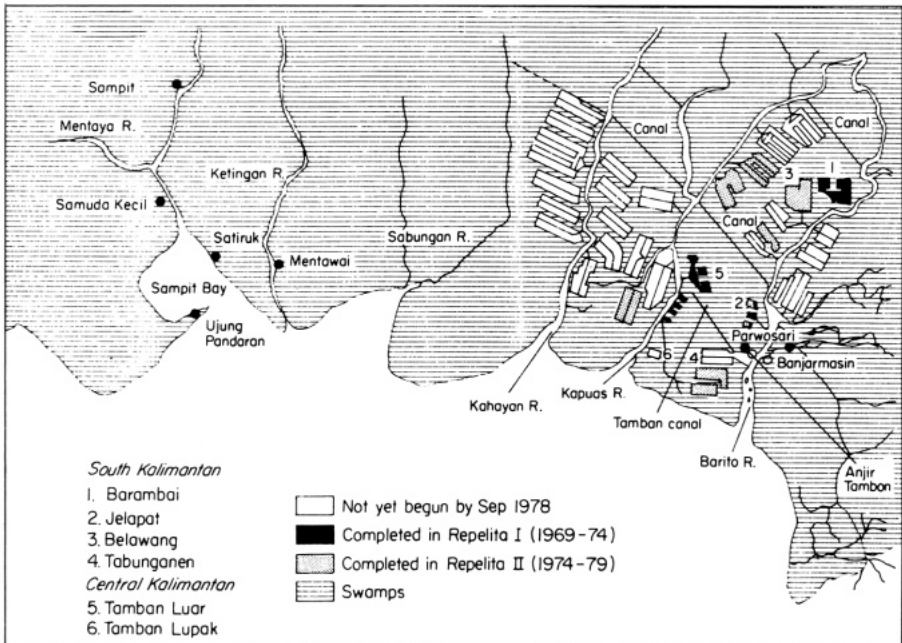 Sampit
Mentaya R.
Ketingan R.
Samuda Kecil
Satiruk
Mentawai
Sabungan R.
Sampit Bay
Ujung
Pandaran
Canal
Canal
Canal
1
3
5
2
6
4
Parwosari
Banjarmasin
Kahayan R.
Kapuas R.
Tamban canal
Barito R.
Anjir
Tambon
South Kalimantan
1. Barambai
2. Jelapat
3. Belawang
4. Tabunganen
Central Kalimantan
5. Tamban Luar
6. Tamban Lupak
Not yet begun by Sep 1978
Completed in Repelita I (1969-74)
Completed in Repelita II (1974-79)
Swamps